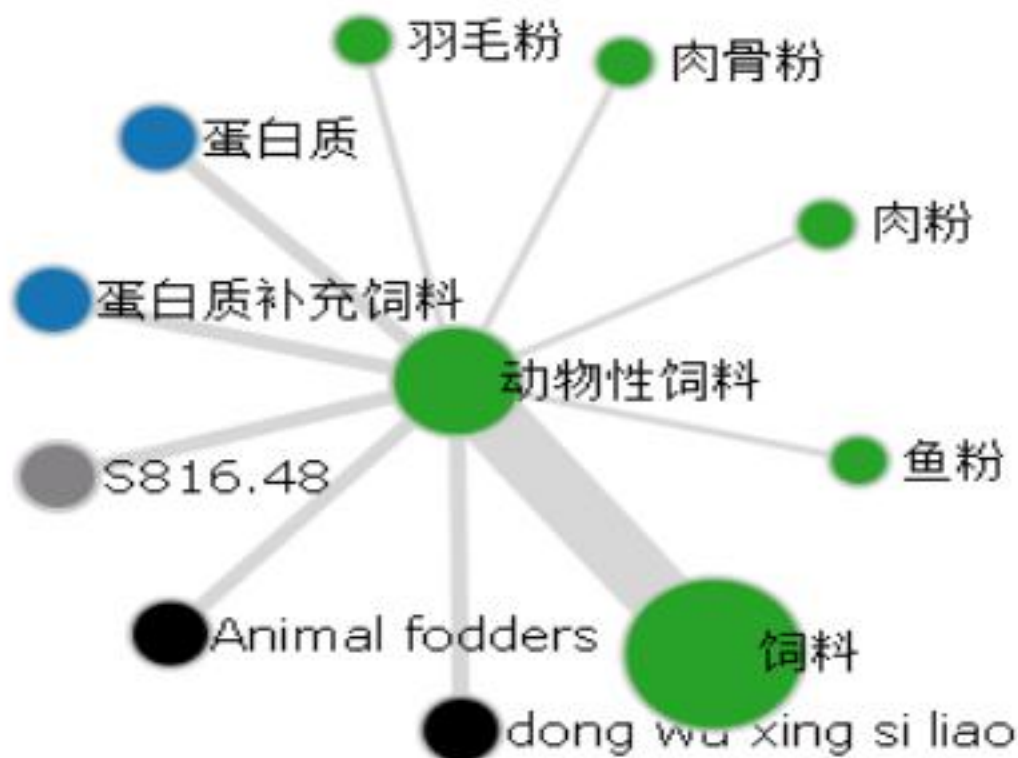 羽毛粉
肉骨粉
蛋白质
肉粉
蛋白质补充饲料
动物性饲料
鱼粉
S816.48
Animal fodders
饲料
dong wu xing si liao